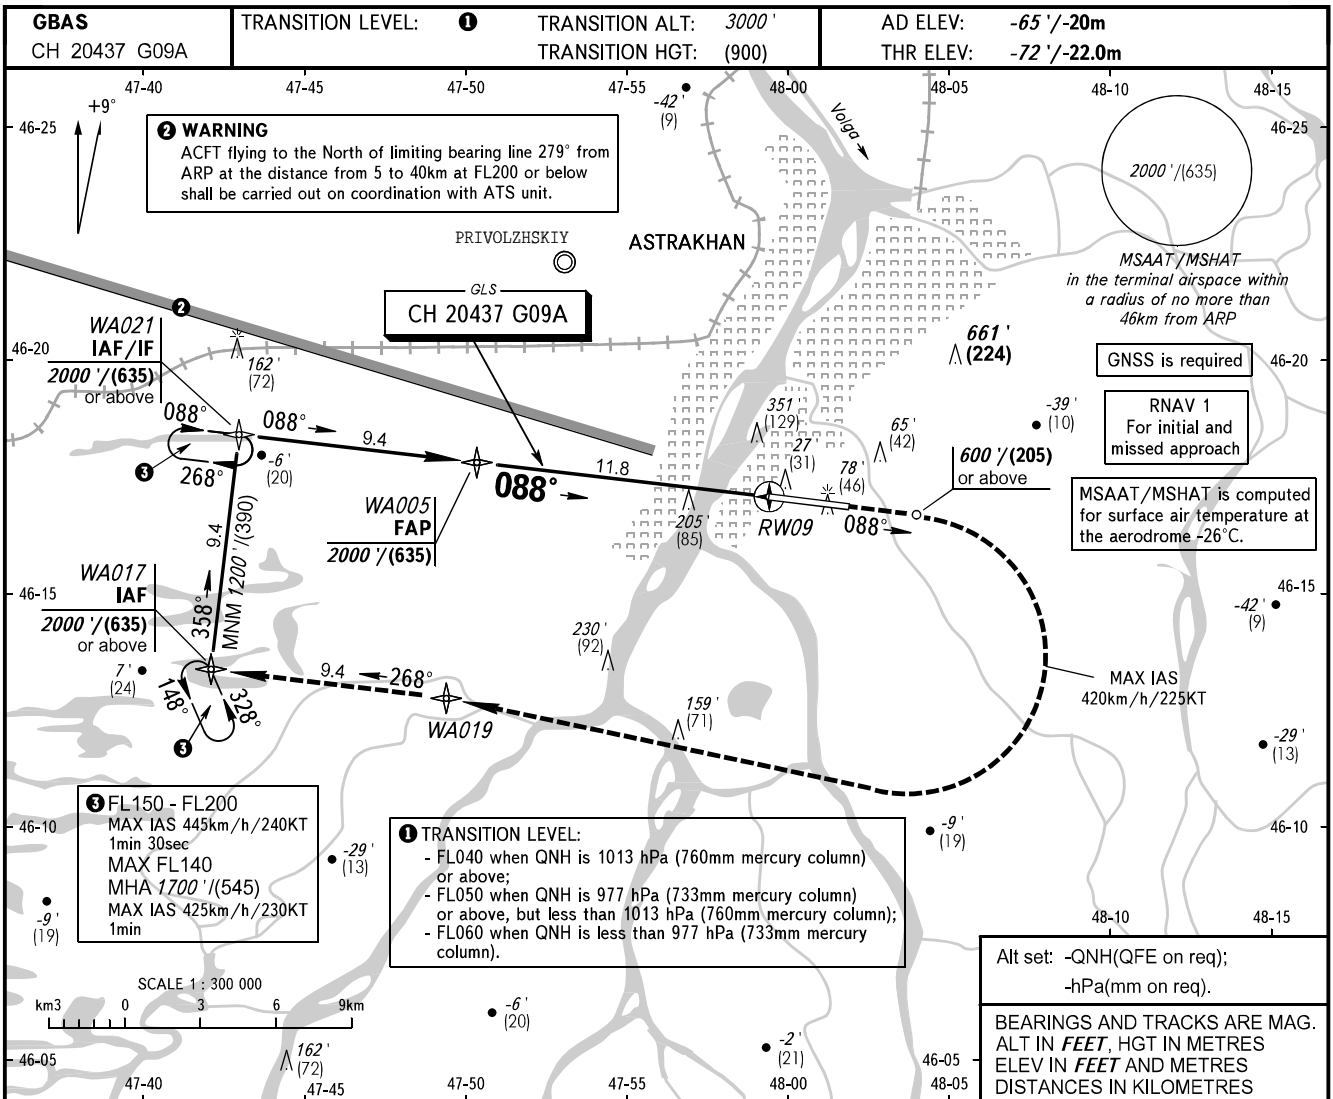 GBAS
CH 20437 G09A
TRANSITION LEVEL: ❶
TRANSITION ALT: 3000 '
TRANSITION HGT: (900)
AD ELEV: -65 '/-20m
THR ELEV: -72 '/-22.0m
47-40 47-45 47-50 47-55 48-00 48-05 48-10 48-15
+9°
46-25
46-25
❷ WARNING
ACFT flying to the North of limiting bearing line 279° from
ARP at the distance from 5 to 40km at FL200 or below
shall be carried out on coordination with ATS unit.
-42 '
(9)
Volga
2000 '/(635)
MSAAT/MSHAT
in the terminal airspace within
a radius of no more than
46km from ARP
PRIVOLZHSKIY
ASTRAKHAN
GLS
CH 20437 G09A
❷
WA021
IAF/IF
2000 '/(635)
or above
46-20
162 '
(72)
661 '
(224)
GNSS is required
46-20
RNAV 1
For initial and
missed approach
-39 '
(10)
351 '
(129)
27 '
(31)
65 '
(42)
78 '
(46)
600 '/(205)
or above
088°
088°
9.4
11.8
088°
268°
❸
-6 '
(20)
WA005
FAP
2000 '/(635)
205 '
(85)
RW09
088°
MSAAT/MSHAT is computed
for surface air temperature at
the aerodrome -26°C.
9.4
358°
MNM 1200 '/(390)
46-15
46-15
WA017
IAF
2000 '/(635)
or above
-42 '
(9)
230 '
(92)
7 '
(24)
148°
328°
❸
9.4
268°
WA019
159 '
(71)
MAX IAS
420km/h/225KT
-29 '
(13)
❸ FL150 - FL200
MAX IAS 445km/h/240KT
1min 30sec
MAX FL140
MHA 1700 '/(545)
MAX IAS 425km/h/230KT
1min
46-10
46-10
-29 '
(13)
-9 '
(19)
-9 '
(19)
❶ TRANSITION LEVEL:
- FL040 when QNH is 1013 hPa (760mm mercury column)
or above;
- FL050 when QNH is 977 hPa (733mm mercury column)
or above, but less than 1013 hPa (760mm mercury column);
- FL060 when QNH is less than 977 hPa (733mm mercury
column).
48-10 48-15
SCALE 1 : 300 000
km3 0 3 6 9km
-6 '
(20)
-2 '
(21)
162 '
(72)
46-05
46-05
47-40 47-45 47-50 47-55 48-00 48-05
Alt set: -QNH(QFE on req);
-hPa(mm on req).
BEARINGS AND TRACKS ARE MAG.
ALT IN FEET, HGT IN METRES
ELEV IN FEET AND METRES
DISTANCES IN KILOMETRES